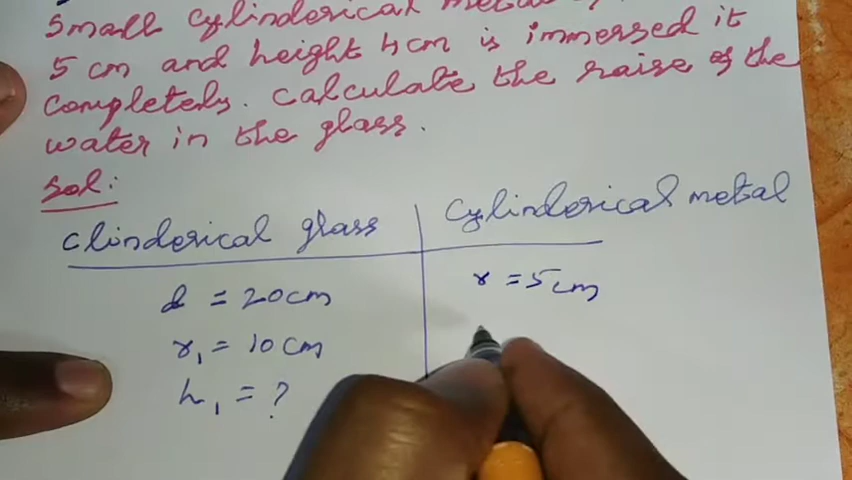 Small Cylinderical metal
5 cm and height 4 cm is immersed it
completely. Calculate the raise of the
water in the glass.
Sol:
Clinderical glass Cylinderical metal
d = 20 cm r = 5 cm
r₁ = 10 cm
h₁ = ?